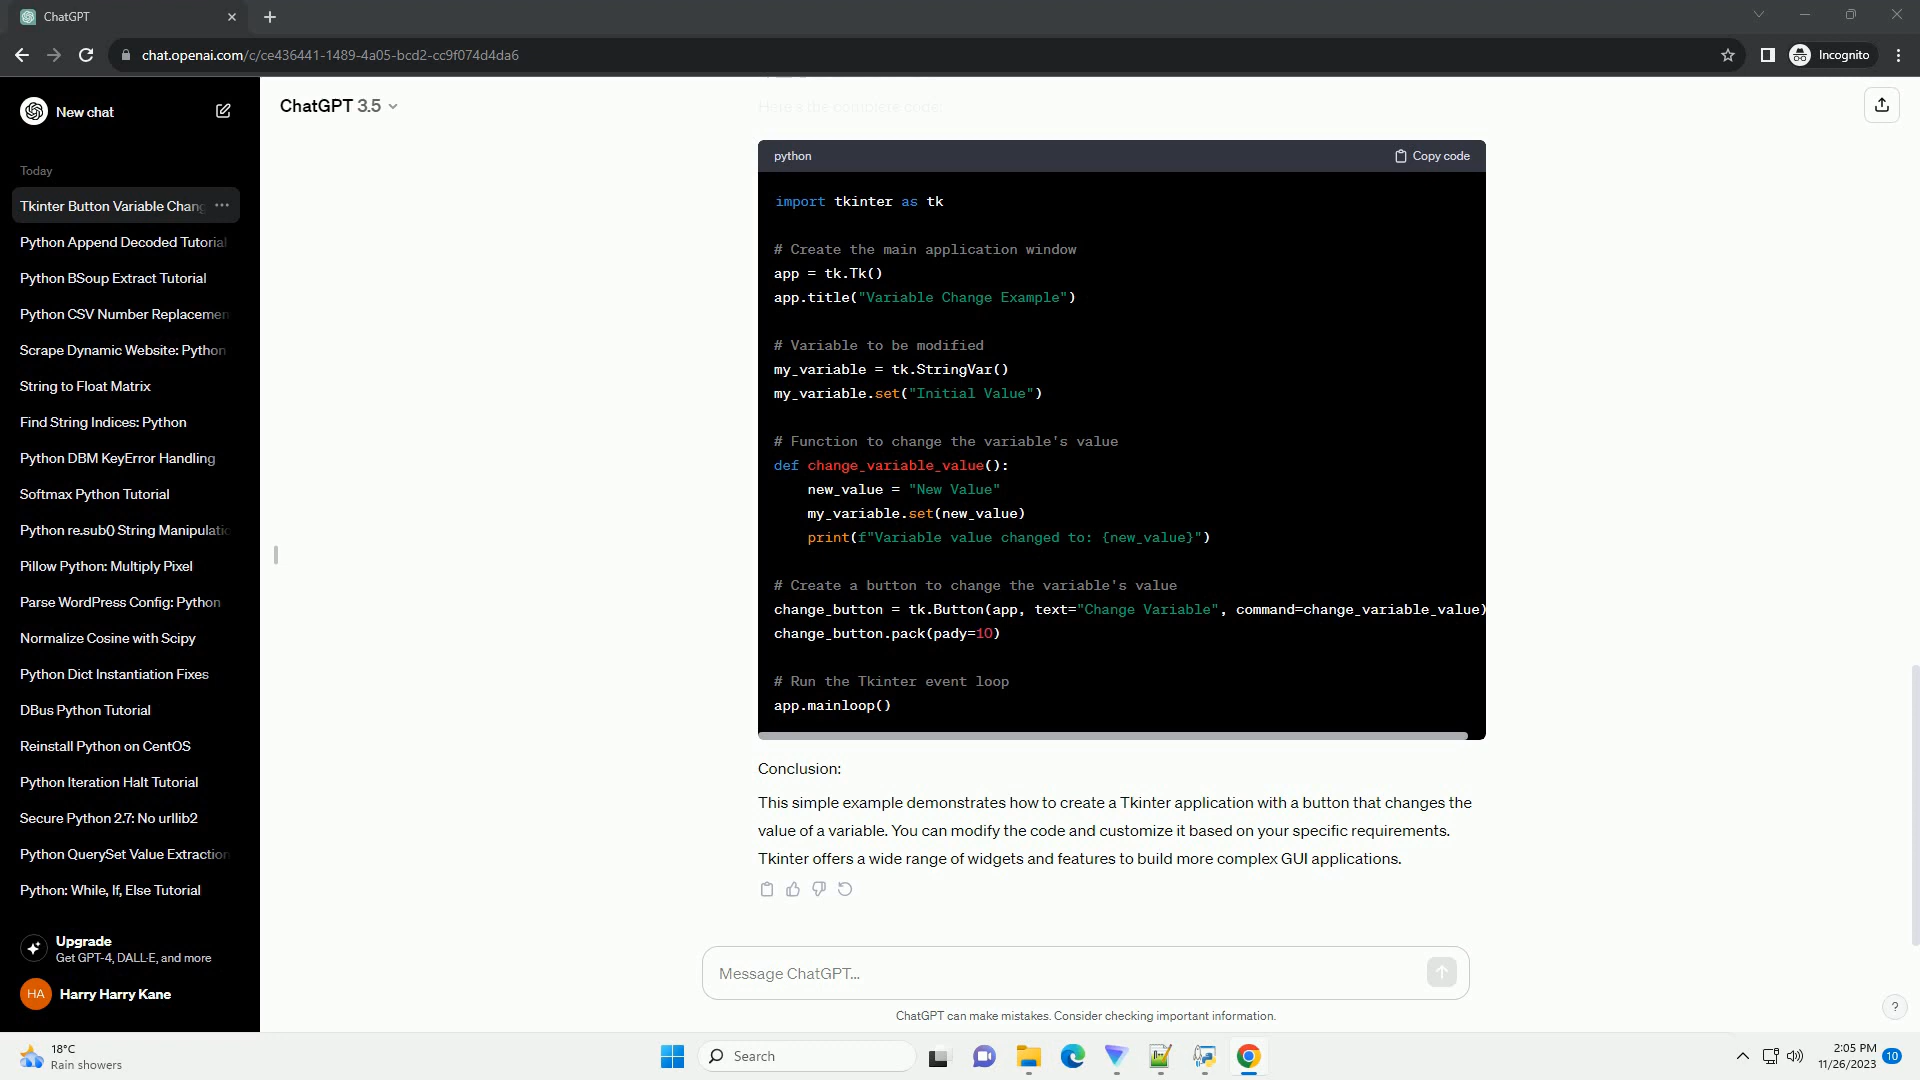 ChatGPT
chat.openai.com/c/ce436441-1489-4a05-bcd2-cc9f074d4da6
Incognito
New chat
ChatGPT 3.5
Here's the complete code:
Today
Tkinter Button Variable Chang
Python Append Decoded Tutorial
Python BSoup Extract Tutorial
Python CSV Number Replacemen
Scrape Dynamic Website: Python
String to Float Matrix
Find String Indices: Python
Python DBM KeyError Handling
Softmax Python Tutorial
Python re.sub() String Manipulatio
Pillow Python: Multiply Pixel
Parse WordPress Config: Python
Normalize Cosine with Scipy
Python Dict Instantiation Fixes
DBus Python Tutorial
Reinstall Python on CentOS
Python Iteration Halt Tutorial
Secure Python 2.7: No urllib2
Python QuerySet Value Extraction
Python: While, If, Else Tutorial
Upgrade
Get GPT-4, DALL·E, and more
HA Harry Harry Kane
python
Copy code
import tkinter as tk
# Create the main application window
app = tk.Tk()
app.title("Variable Change Example")
# Variable to be modified
my_variable = tk.StringVar()
my_variable.set("Initial Value")
# Function to change the variable's value
def change_variable_value():
    new_value = "New Value"
    my_variable.set(new_value)
    print(f"Variable value changed to: {new_value}")
# Create a button to change the variable's value
change_button = tk.Button(app, text="Change Variable", command=change_variable_value)
change_button.pack(pady=10)
# Run the Tkinter event loop
app.mainloop()
Conclusion:
This simple example demonstrates how to create a Tkinter application with a button that changes the
value of a variable. You can modify the code and customize it based on your specific requirements.
Tkinter offers a wide range of widgets and features to build more complex GUI applications.
Message ChatGPT...
ChatGPT can make mistakes. Consider checking important information.
?
18°C
Rain showers
Search
2:05 PM
11/26/2023
10